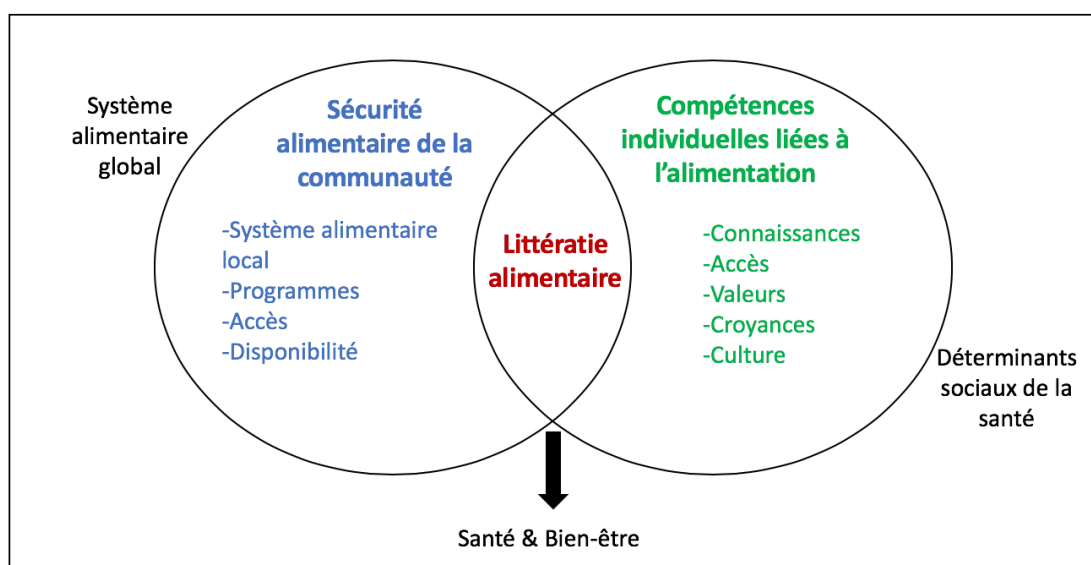 Système
alimentaire
global
Sécurité
alimentaire de la
communauté
-Système alimentaire
local
-Programmes
-Accès
-Disponibilité
Littératie
alimentaire
Compétences
individuelles liées à
l’alimentation
-Connaissances
-Accès
-Valeurs
-Croyances
-Culture
Déterminants
sociaux de la
santé
Santé & Bien-être